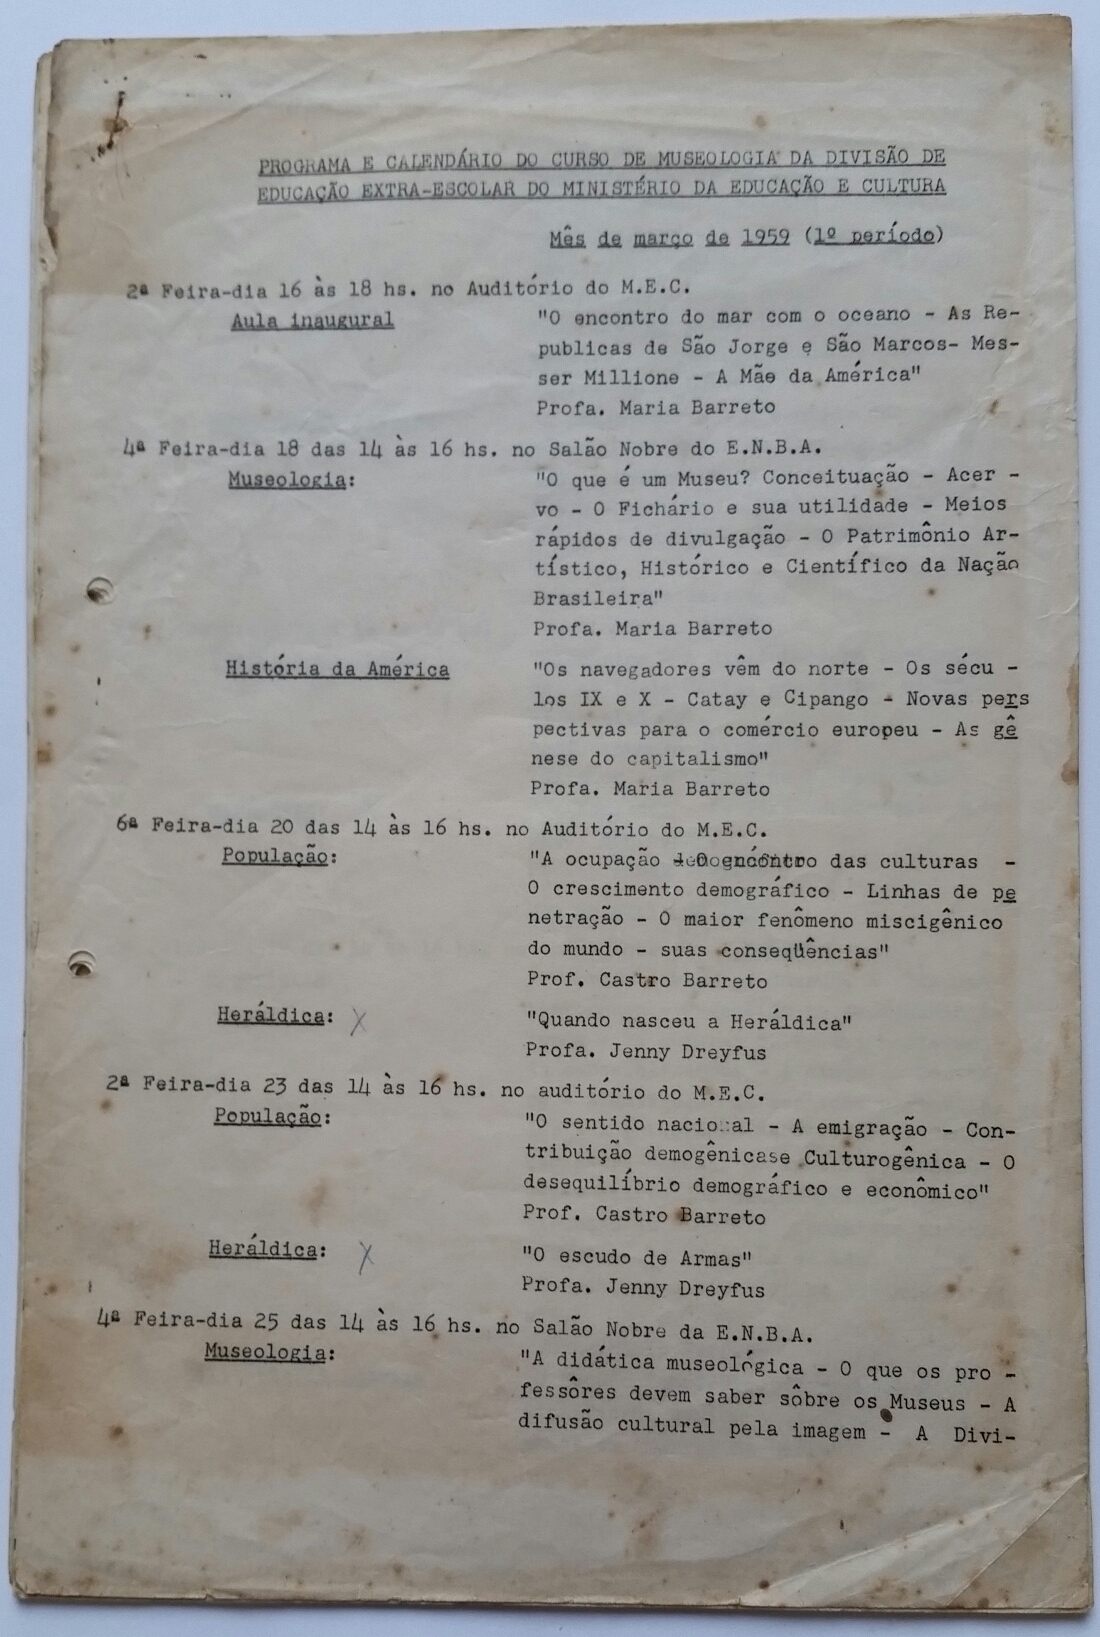 PROGRAMA E CALENDÁRIO DO CURSO DE MUSEOLOGIA DA DIVISÃO DE
EDUCAÇÃO EXTRA-ESCOLAR DO MINISTÉRIO DA EDUCAÇÃO E CULTURA
Mês de março de 1959 (1º período)
2ª Feira-dia 16 às 18 hs. no Auditório do M.E.C.
Aula inaugural
"O encontro do mar com o oceano - As Re-
publicas de São Jorge e São Marcos- Mes-
ser Millione - A Mãe da América"
Profa. Maria Barreto
4ª Feira-dia 18 das 14 às 16 hs. no Salão Nobre do E.N.B.A.
Museologia:
"O que é um Museu? Conceituação - Acer -
vo - O Fichário e sua utilidade - Meios
rápidos de divulgação - O Patrimônio Ar-
tístico, Histórico e Científico da Nação
Brasileira"
Profa. Maria Barreto
História da América
"Os navegadores vêm do norte - Os sécu -
los IX e X - Catay e Cipango - Novas pers
pectivas para o comércio europeu - As gê
nese do capitalismo"
Profa. Maria Barreto
6ª Feira-dia 20 das 14 às 16 hs. no Auditório do M.E.C.
População:
"A ocupação das culturas -
O crescimento demográfico - Linhas de pe
netração - O maior fenômeno miscigênico
do mundo - suas conseqüências"
Prof. Castro Barreto
Heráldica: X
"Quando nasceu a Heráldica"
Profa. Jenny Dreyfus
2ª Feira-dia 23 das 14 às 16 hs. no auditório do M.E.C.
População:
"O sentido nacional - A emigração - Con-
tribuição demogênicase Culturogênica - O
desequilíbrio demográfico e econômico"
Prof. Castro Barreto
Heráldica: X
"O escudo de Armas"
Profa. Jenny Dreyfus
4ª Feira-dia 25 das 14 às 16 hs. no Salão Nobre da E.N.B.A.
Museologia:
"A didática museológica - O que os pro -
fessôres devem saber sôbre os Museus - A
difusão cultural pela imagem - A Divi-